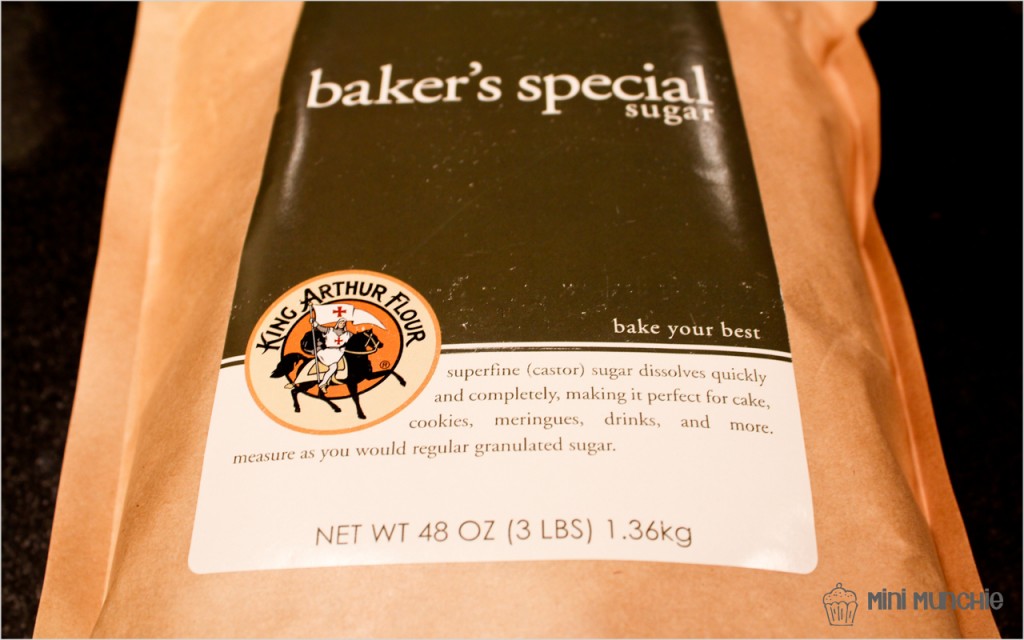 baker's special
sugar
KING ARTHUR FLOUR
®
bake your best
superfine (castor) sugar dissolves quickly
and completely, making it perfect for cake,
cookies, meringues, drinks, and more.
measure as you would regular granulated sugar.
NET WT 48 OZ (3 LBS) 1.36kg
Mini Munchie